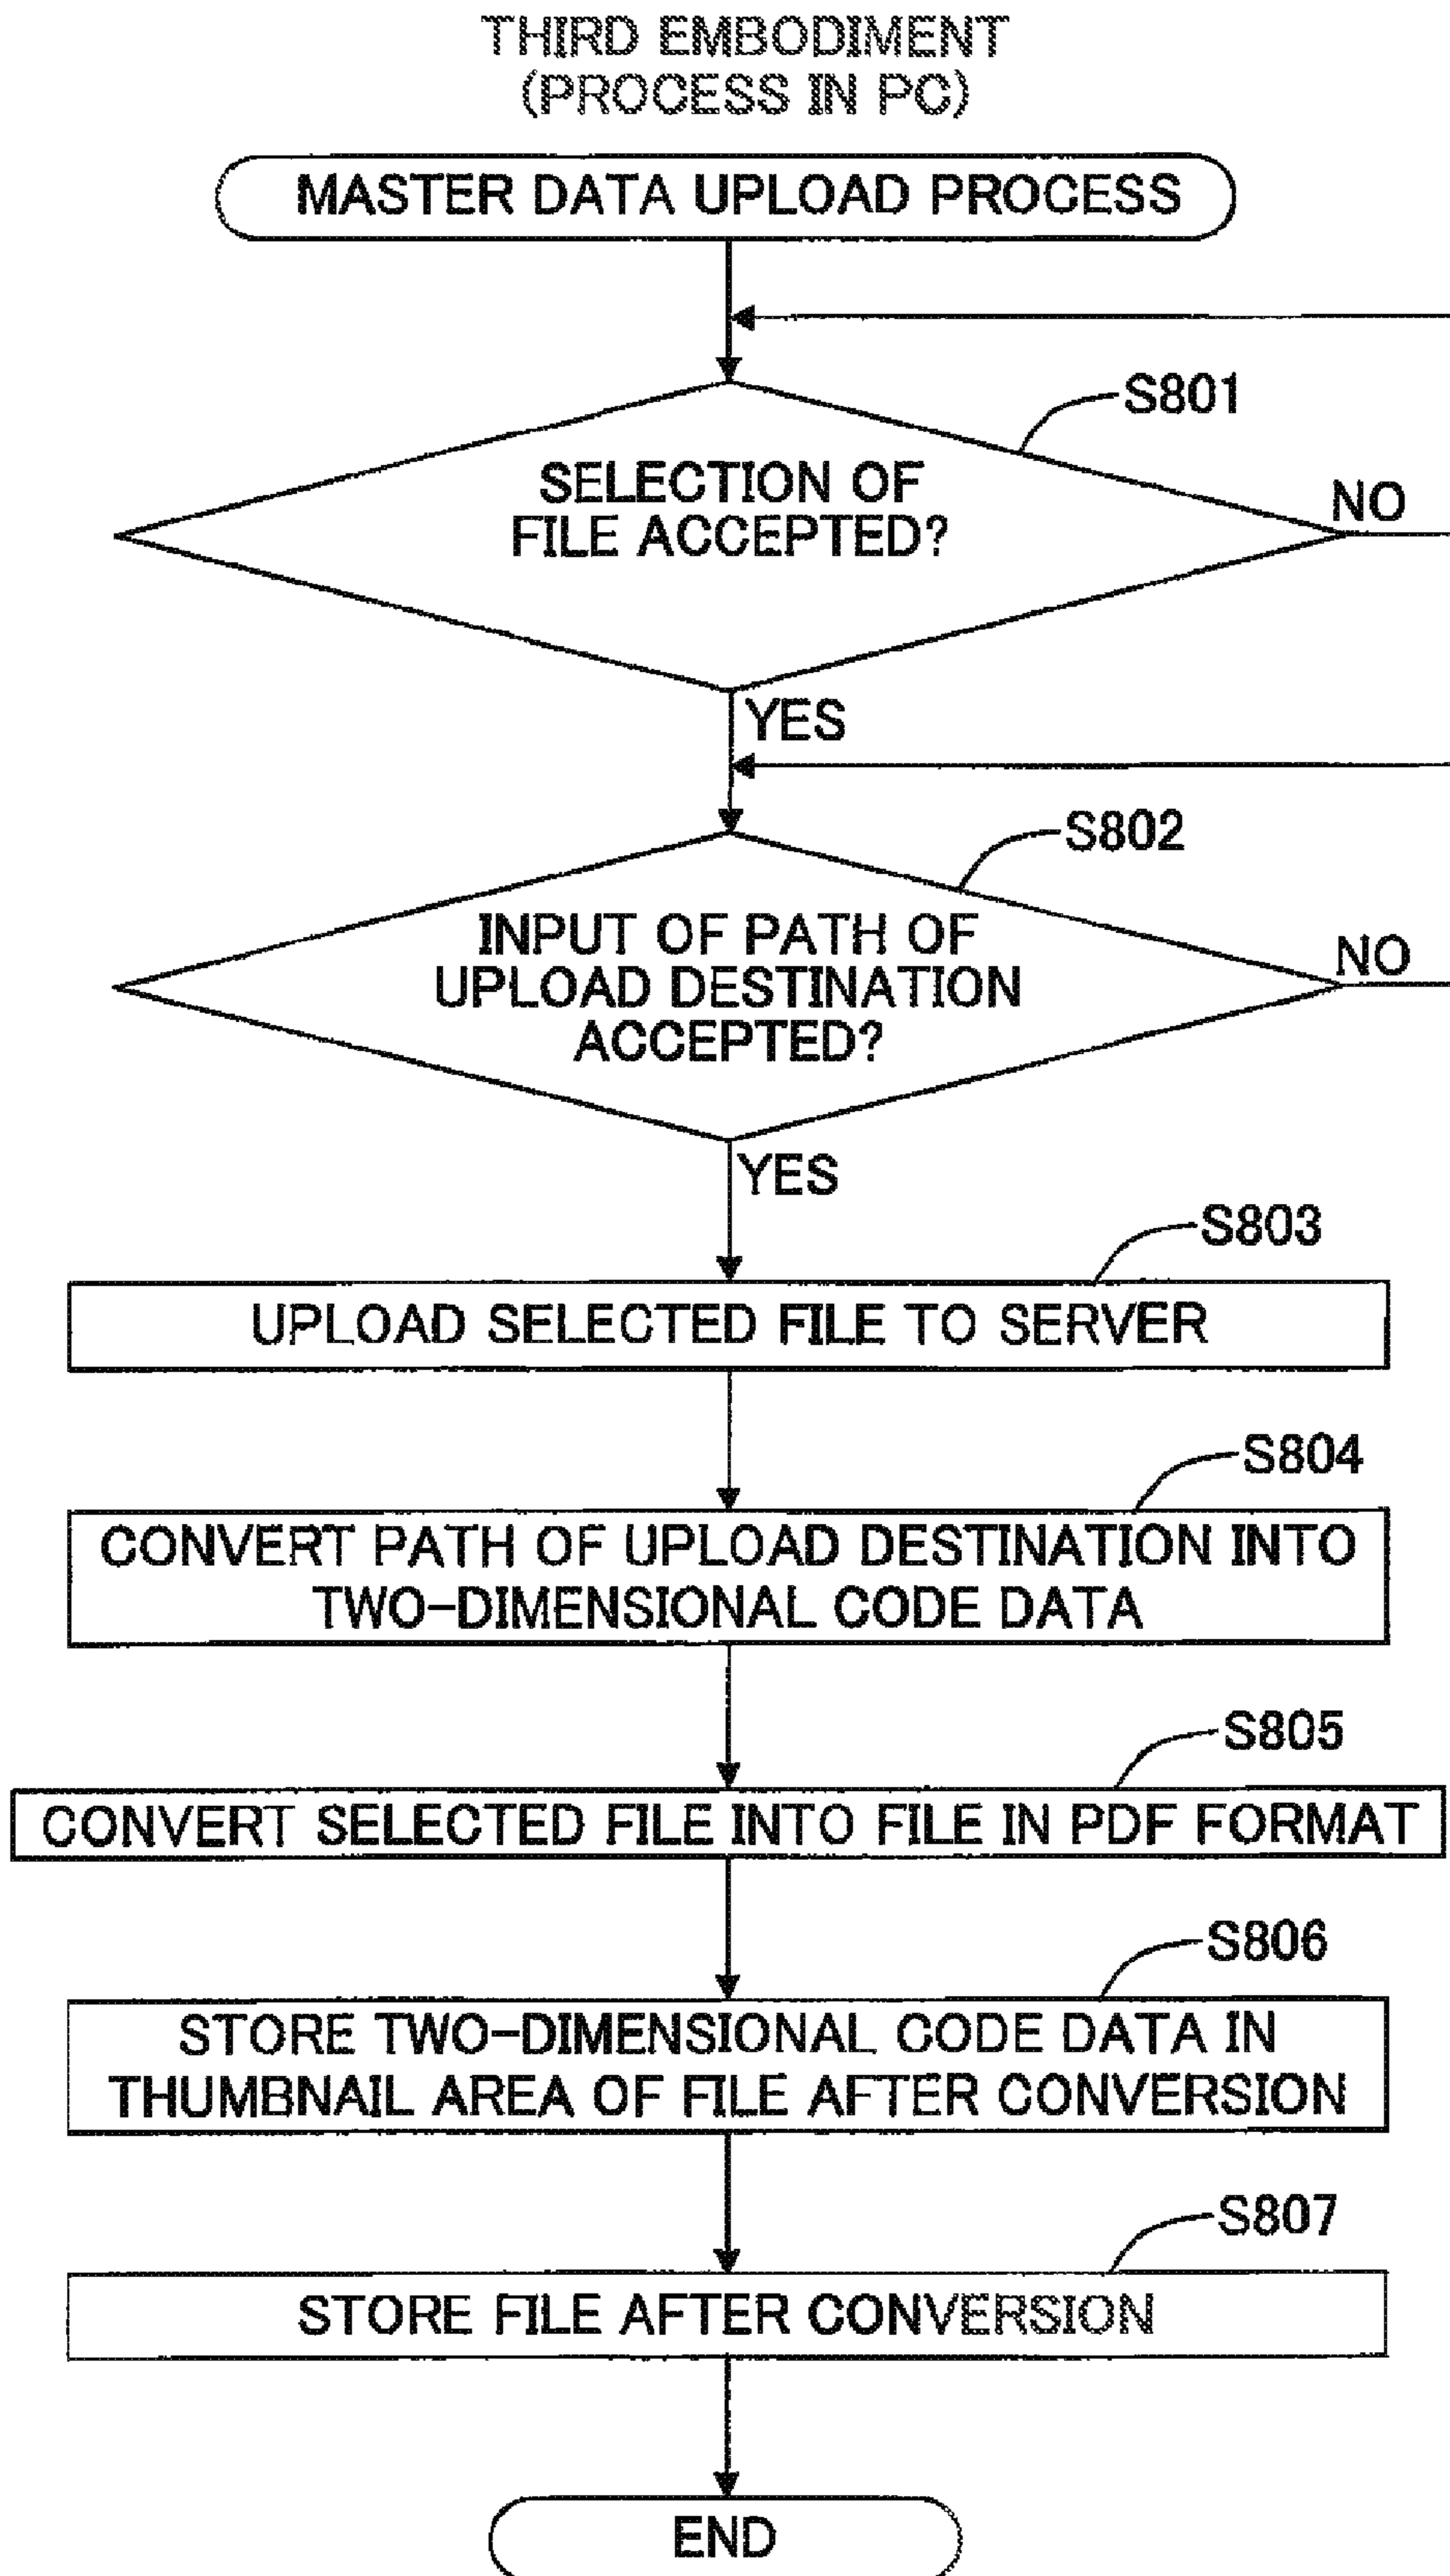 THIRD EMBODIMENT
(PROCESS IN PC)
MASTER DATA UPLOAD PROCESS
S801
SELECTION OF
FILE ACCEPTED?
NO
YES
S802
INPUT OF PATH OF
UPLOAD DESTINATION
ACCEPTED?
NO
YES
S803
UPLOAD SELECTED FILE TO SERVER
S804
CONVERT PATH OF UPLOAD DESTINATION INTO
TWO-DIMENSIONAL CODE DATA
S805
CONVERT SELECTED FILE INTO FILE IN PDF FORMAT
S806
STORE TWO-DIMENSIONAL CODE DATA IN
THUMBNAIL AREA OF FILE AFTER CONVERSION
S807
STORE FILE AFTER CONVERSION
END